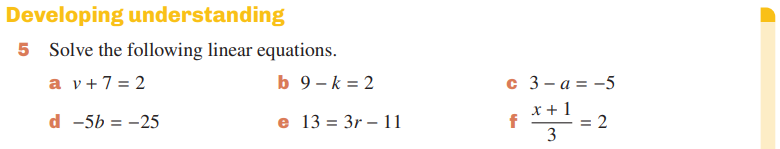 Developing understanding
5 Solve the following linear equations.
a v + 7 = 2 b 9 – k = 2 c 3 – a = –5
d –5b = –25 e 13 = 3r – 11 f (x + 1)/3 = 2